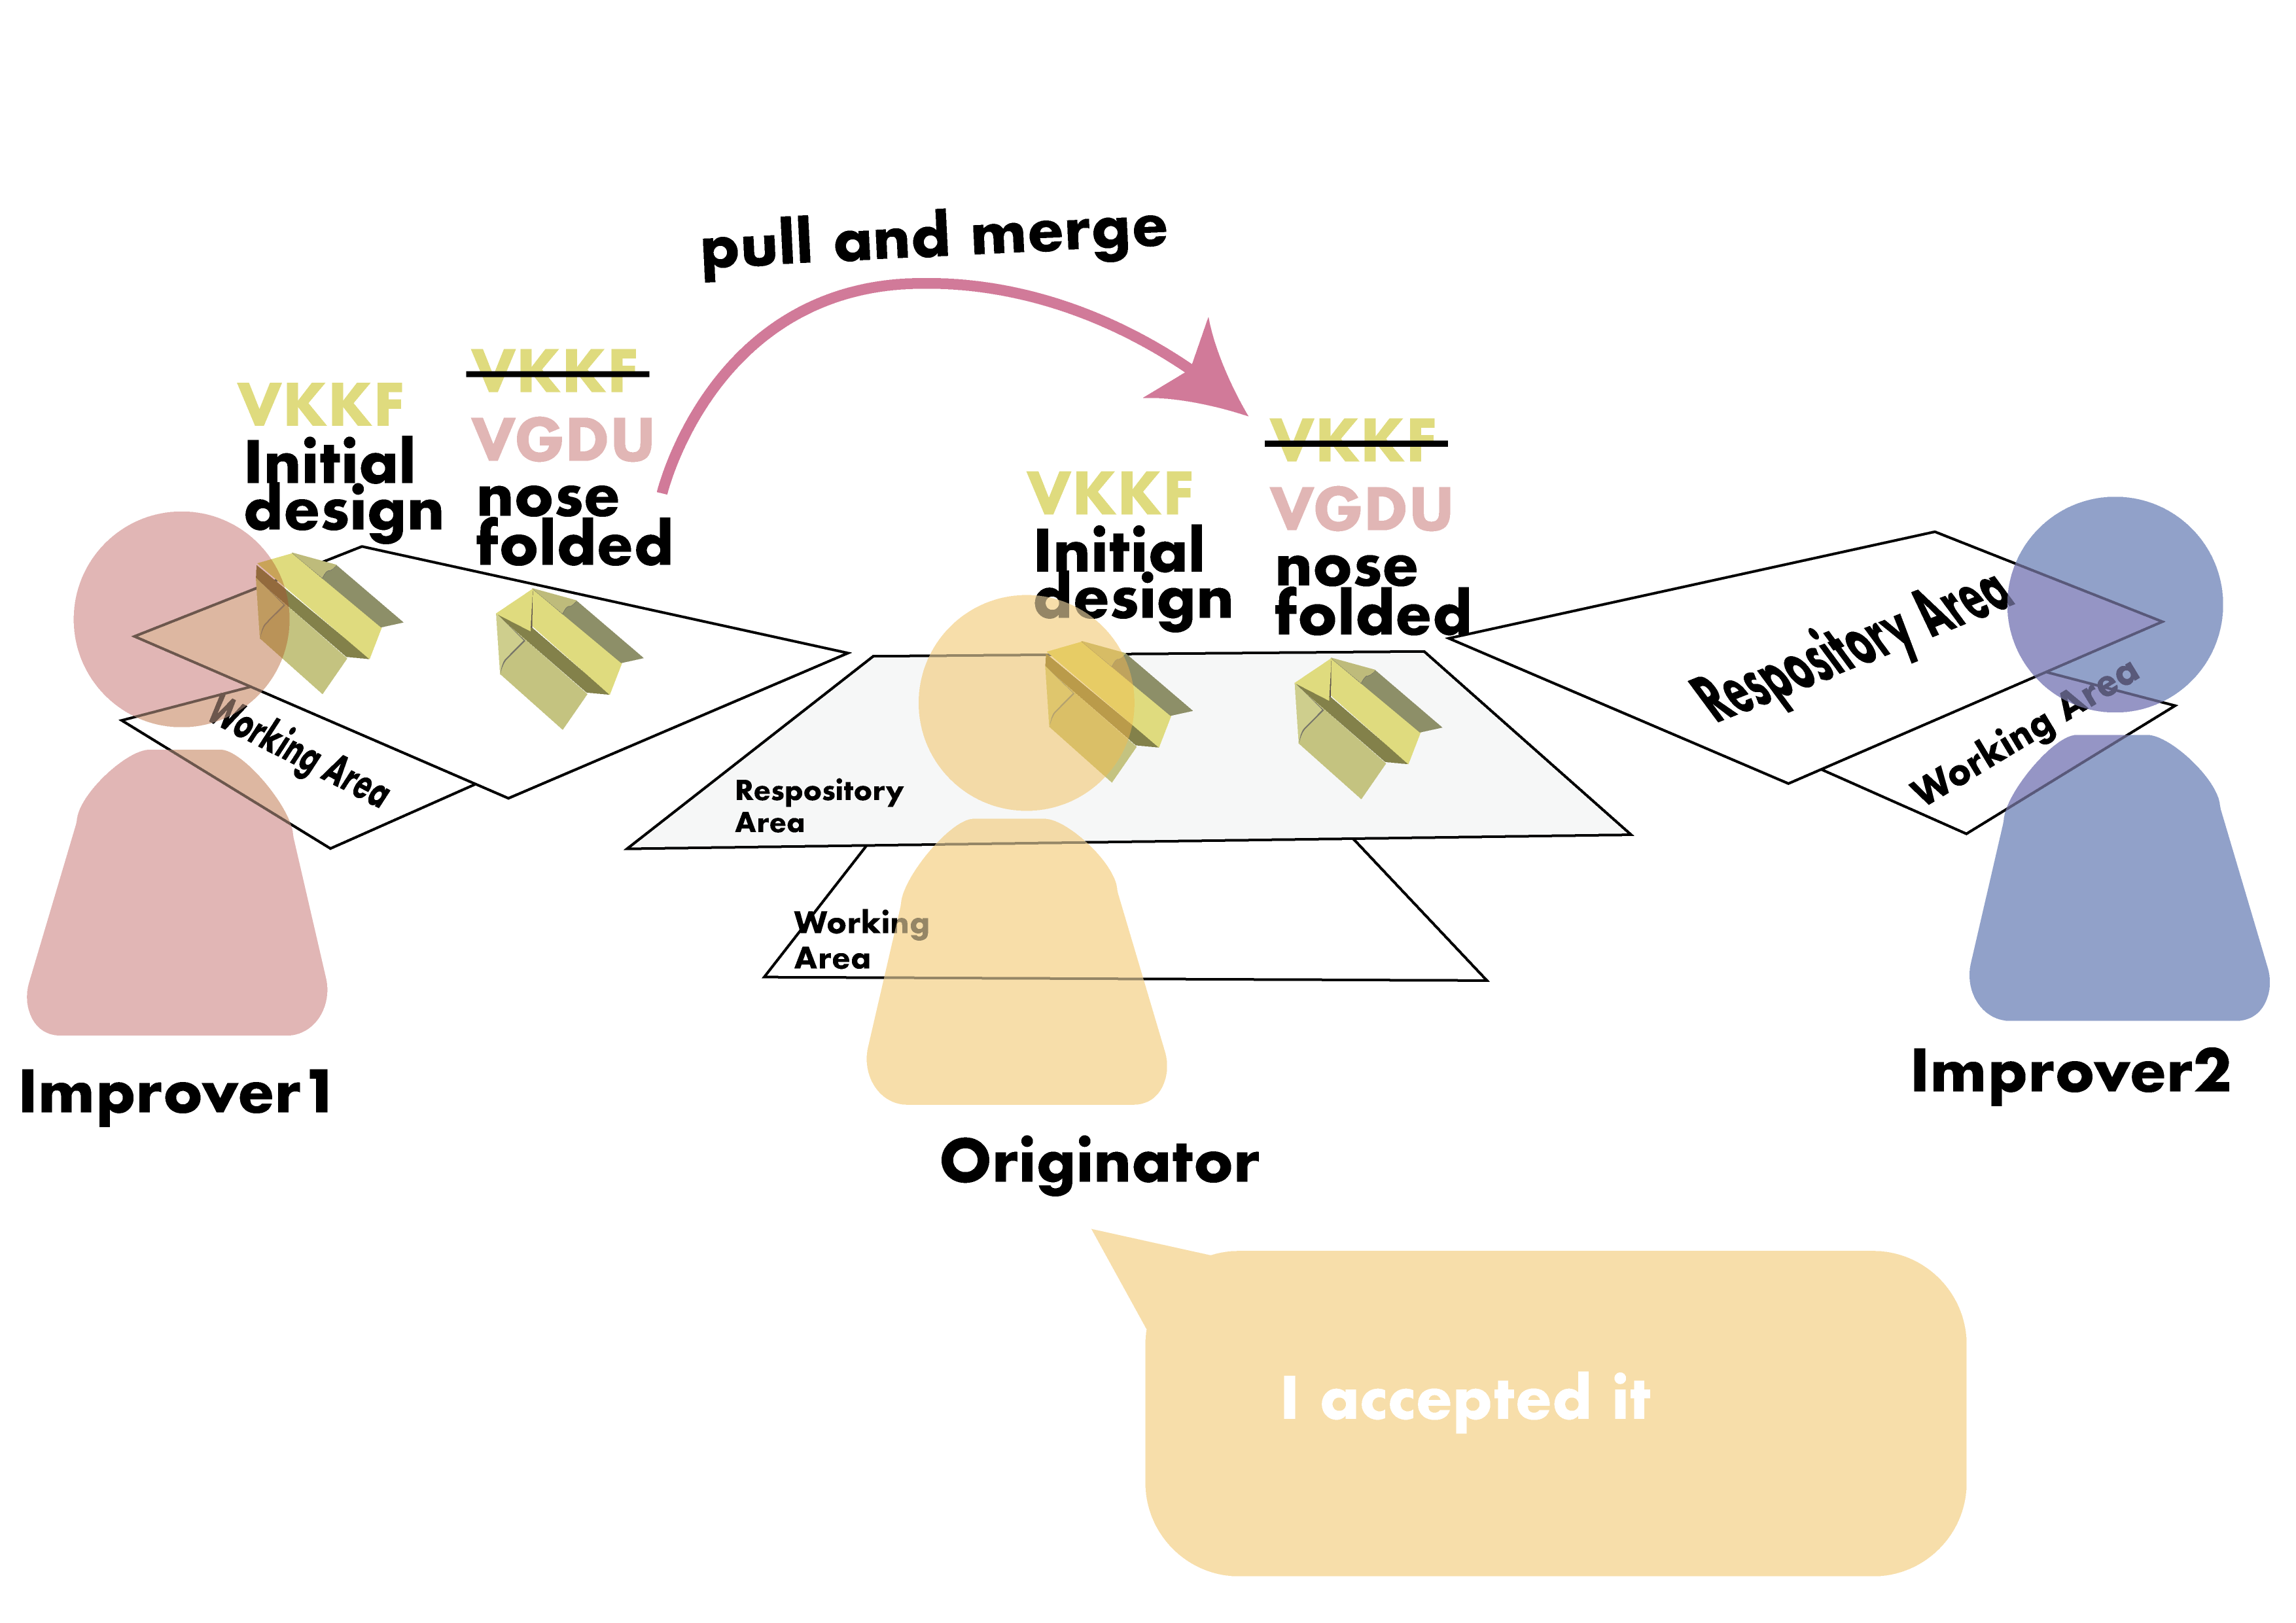 pull and merge
VKKF
Initial
design
VKKF
VGDU
nose
folded
VKKF
Initial
design
VKKF
VGDU
nose
folded
Working Area
Respository
Area
Working
Area
Respository Area
Working Area
Improver1
Originator
Improver2
I accepted it